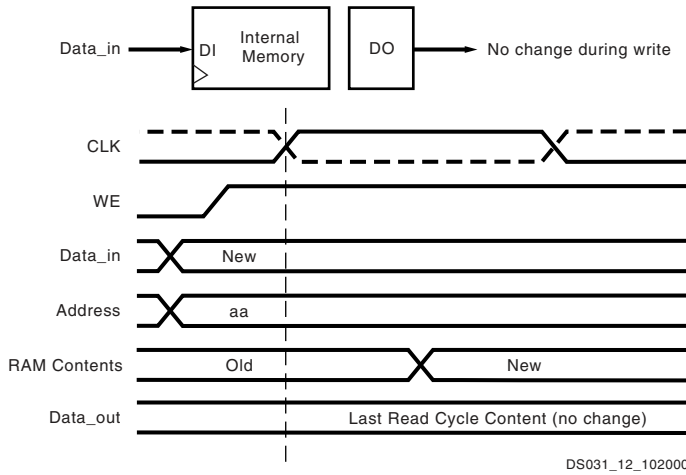 Data_in
DI
Internal
Memory
DO
No change during write
CLK
WE
Data_in
New
Address
aa
RAM Contents
Old
New
Data_out
Last Read Cycle Content (no change)
DS031_12_102000